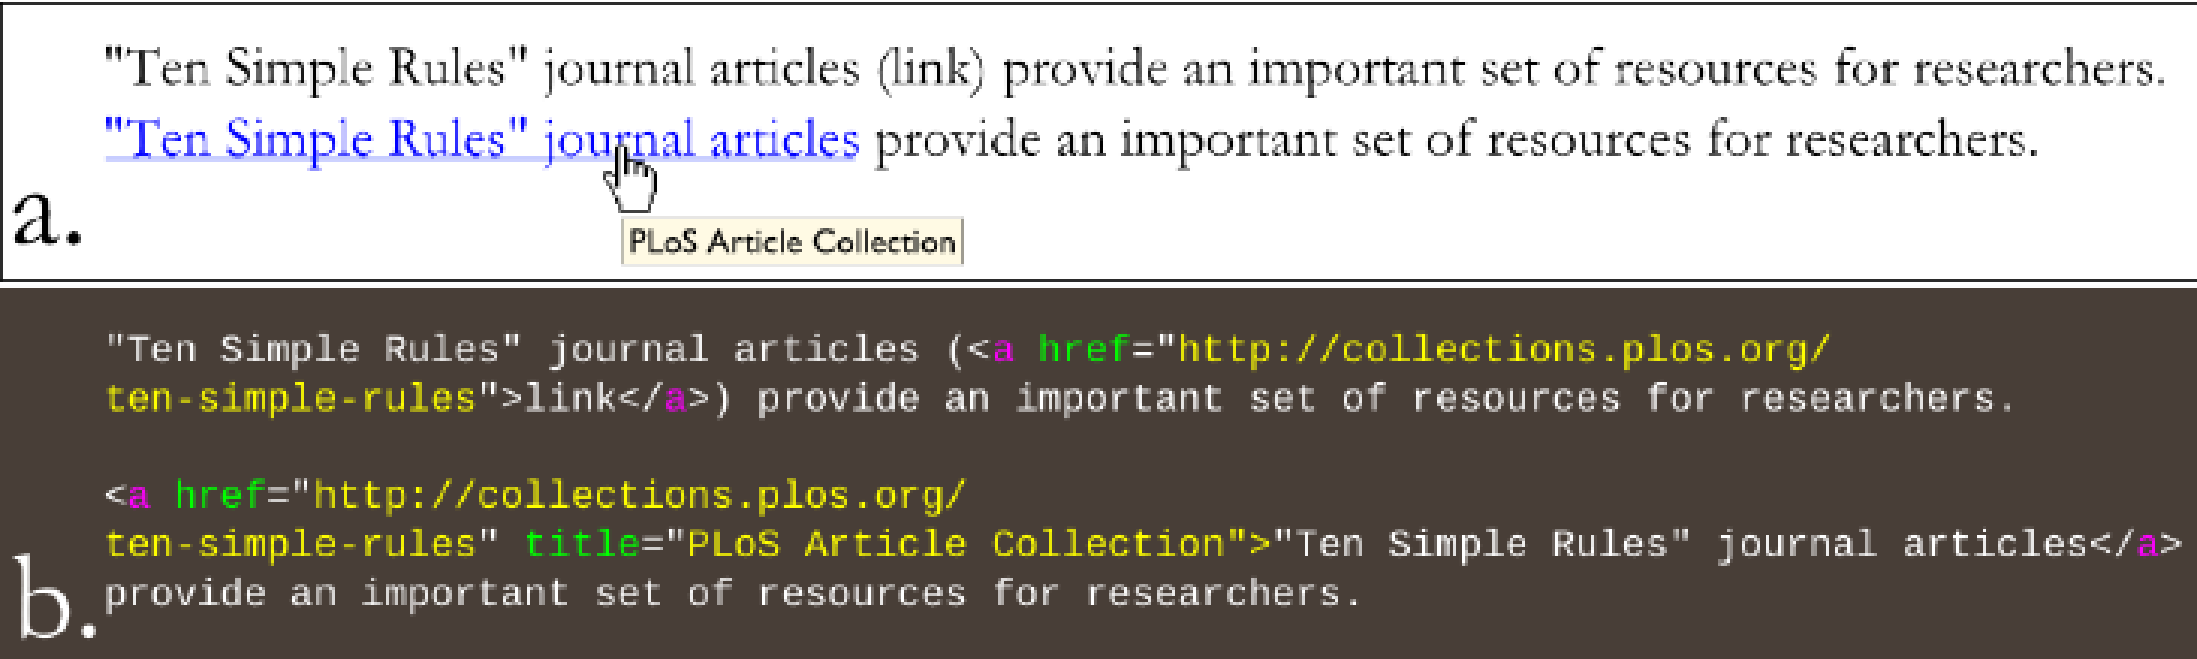 "Ten Simple Rules" journal articles (link) provide an important set of resources for researchers.
"Ten Simple Rules" journal articles provide an important set of resources for researchers.
a.
PLoS Article Collection
"Ten Simple Rules" journal articles (<a href="http://collections.plos.org/
ten-simple-rules">link</a>) provide an important set of resources for researchers.
<a href="http://collections.plos.org/
ten-simple-rules" title="PLoS Article Collection">"Ten Simple Rules" journal articles</a>
b.
provide an important set of resources for researchers.